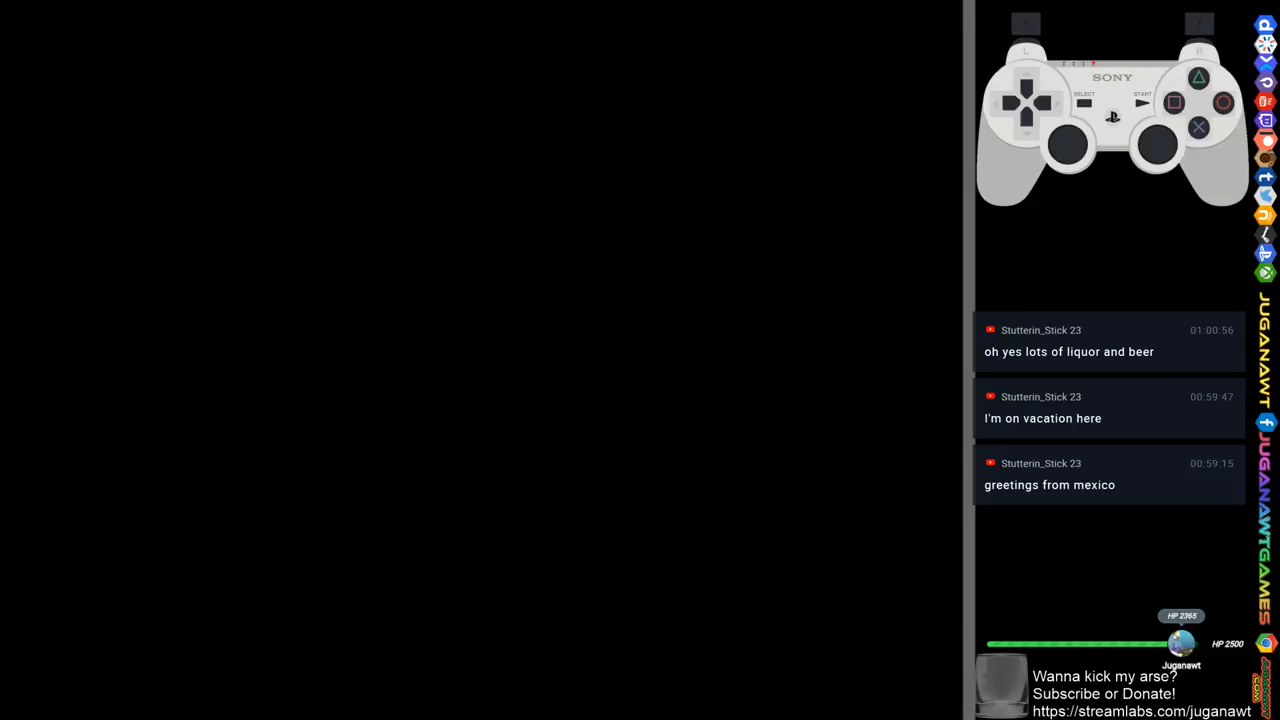 L
R
SONY
SELECT
START
Stutterin_Stick 23
01:00:56
oh yes lots of liquor and beer
Stutterin_Stick 23
00:59:47
I'm on vacation here
Stutterin_Stick 23
00:59:15
greetings from mexico
HP 2365
HP 2500
Juganawt
Wanna kick my arse?
Subscribe or Donate!
https://streamlabs.com/juganawt
JUGANAWT
JUGANAWTGAMES
JUGANAWT
.COM